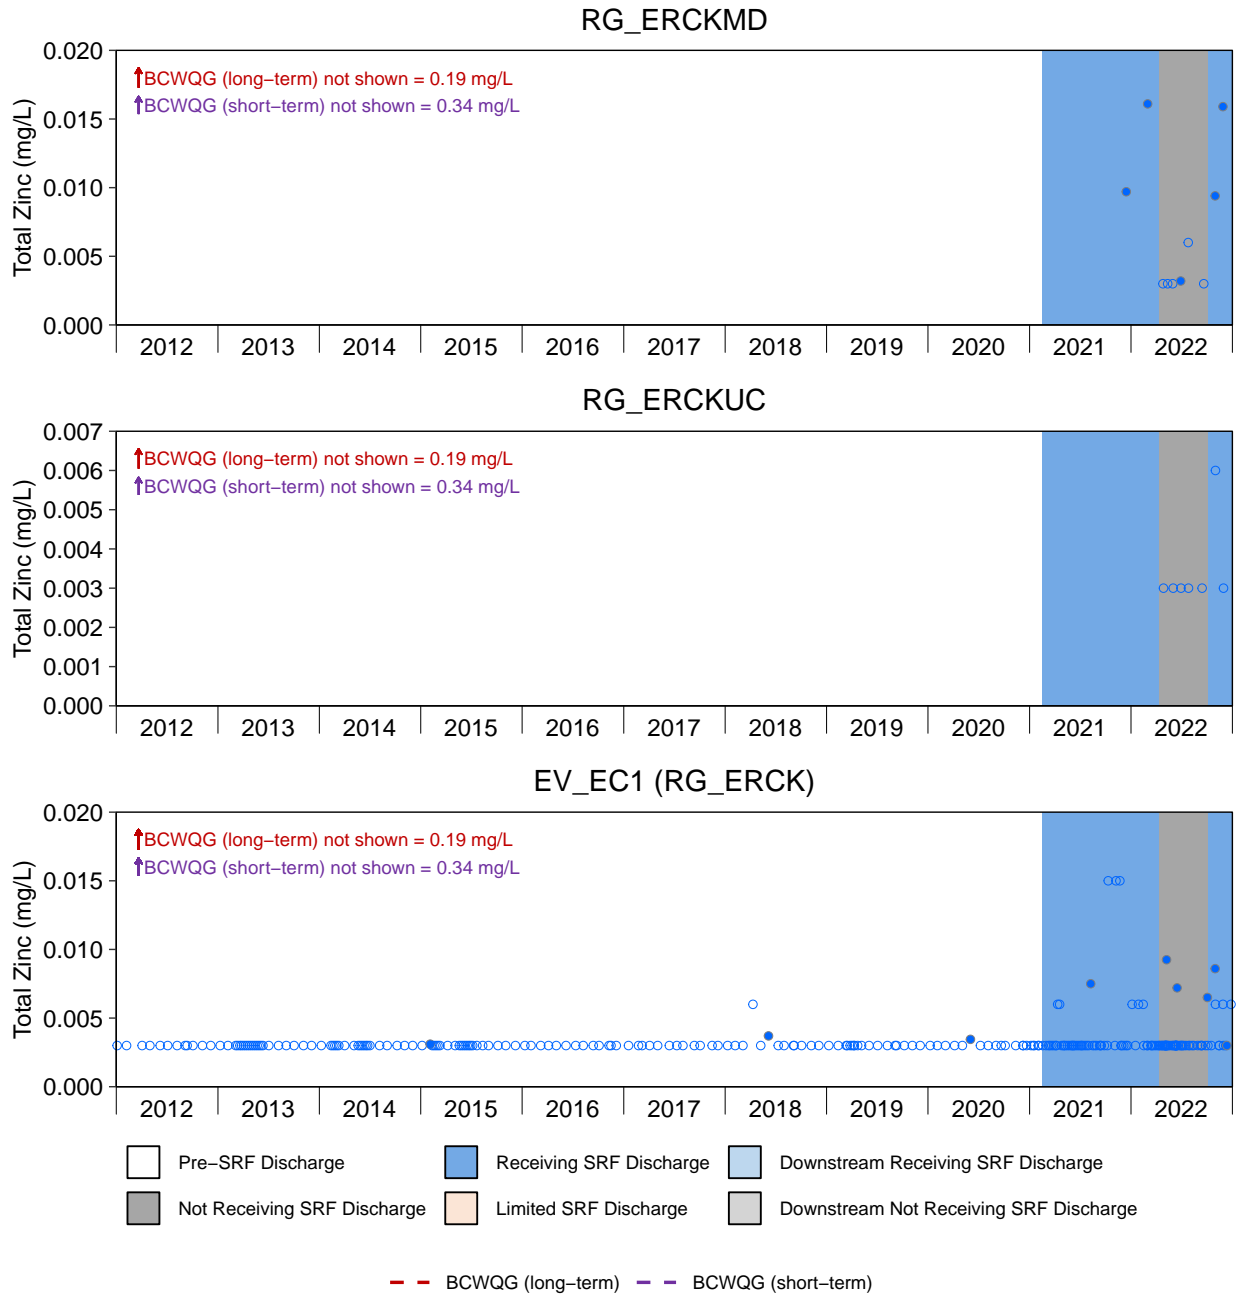 RG_ERCKMD
Total Zinc (mg/L)
0.020
0.015
0.010
0.005
0.000
BCWQG (long−term) not shown = 0.19 mg/L
BCWQG (short−term) not shown = 0.34 mg/L
2012 2013 2014 2015 2016 2017 2018 2019 2020 2021 2022
RG_ERCKUC
Total Zinc (mg/L)
0.007
0.006
0.005
0.004
0.003
0.002
0.001
0.000
BCWQG (long−term) not shown = 0.19 mg/L
BCWQG (short−term) not shown = 0.34 mg/L
2012 2013 2014 2015 2016 2017 2018 2019 2020 2021 2022
EV_EC1 (RG_ERCK)
Total Zinc (mg/L)
0.020
0.015
0.010
0.005
0.000
BCWQG (long−term) not shown = 0.19 mg/L
BCWQG (short−term) not shown = 0.34 mg/L
2012 2013 2014 2015 2016 2017 2018 2019 2020 2021 2022
Pre−SRF Discharge Receiving SRF Discharge Downstream Receiving SRF Discharge
Not Receiving SRF Discharge Limited SRF Discharge Downstream Not Receiving SRF Discharge
BCWQG (long−term) BCWQG (short−term)